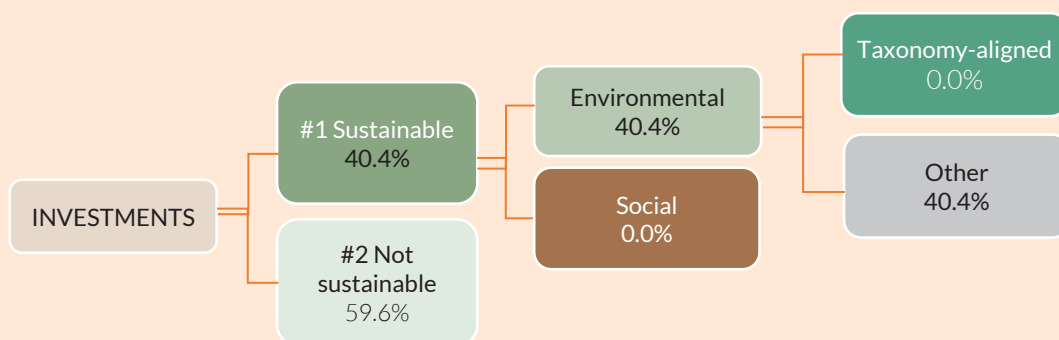 INVESTMENTS
#1 Sustainable
40.4%
#2 Not
sustainable
59.6%
Environmental
40.4%
Social
0.0%
Taxonomy-aligned
0.0%
Other
40.4%